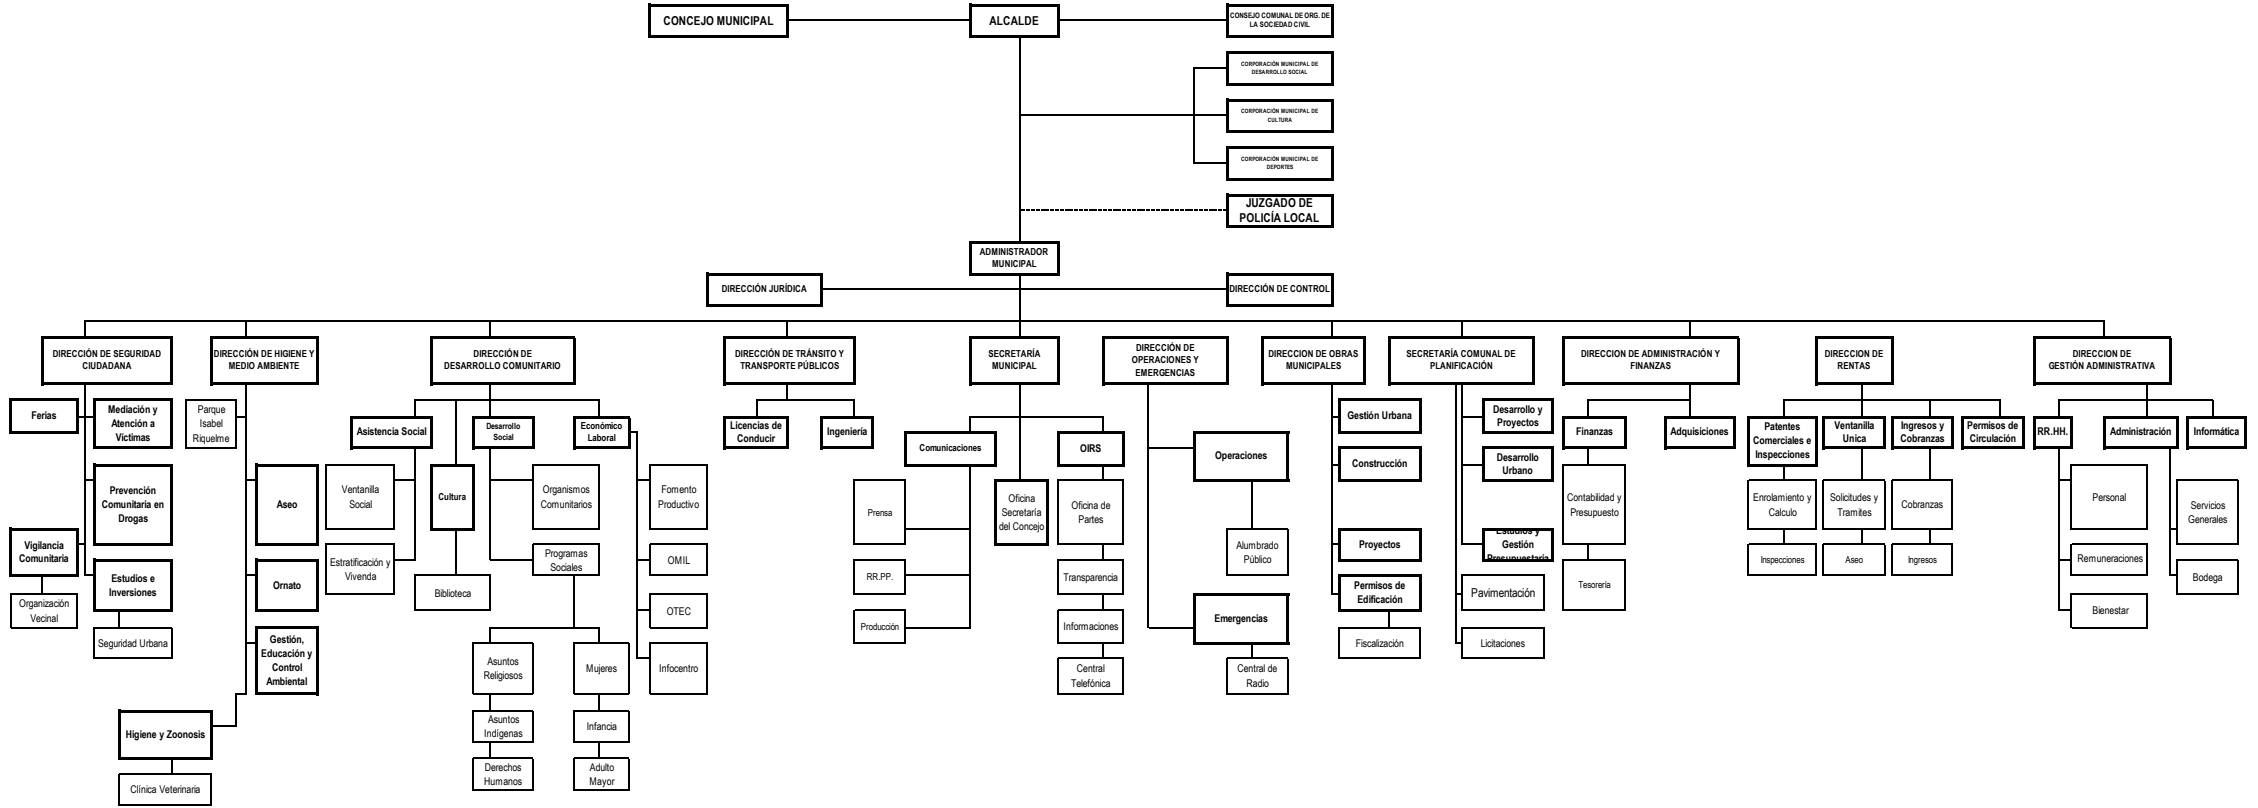 CONCEJO MUNICIPAL
ALCALDE
CONSEJO COMUNAL DE ORG. DE
LA SOCIEDAD CIVIL
CORPORACIÓN MUNICIPAL DE
DESARROLLO SOCIAL
CORPORACIÓN MUNICIPAL DE
CULTURA
CORPORACIÓN MUNICIPAL DE
DEPORTES
JUZGADO DE
POLICÍA LOCAL
ADMINISTRADOR
MUNICIPAL
DIRECCIÓN JURÍDICA
DIRECCIÓN DE CONTROL
DIRECCIÓN DE SEGURIDAD
CIUDADANA
Ferias
Mediación y
Atención a
Víctimas
Prevención
Comunitaria en
Drogas
Vigilancia
Comunitaria
Estudios e
Inversiones
Organización
Vecinal
Seguridad Urbana
DIRECCIÓN DE HIGIENE Y
MEDIO AMBIENTE
Parque
Isabel
Riquelme
Aseo
Ornato
Gestión,
Educación y
Control
Ambiental
Higiene y Zoonosis
Clínica Veterinaria
DIRECCIÓN DE
DESARROLLO COMUNITARIO
Asistencia Social
Ventanilla
Social
Estratificación y
Vivenda
Cultura
Biblioteca
Desarrollo
Social
Organismos
Comunitarios
Programas
Sociales
Asuntos
Religiosos
Asuntos
Indígenas
Derechos
Humanos
Mujeres
Infancia
Adulto
Mayor
Económico
Laboral
Fomento
Productivo
OMIL
OTEC
Infocentro
DIRECCIÓN DE TRÁNSITO Y
TRANSPORTE PÚBLICOS
Licencias de
Conducir
Ingeniería
SECRETARÍA
MUNICIPAL
Comunicaciones
Prensa
RR.PP.
Producción
Oficina
Secretaría
del Concejo
OIRS
Oficina de
Partes
Transparencia
Informaciones
Central
Telefónica
DIRECCIÓN DE
OPERACIONES Y
EMERGENCIAS
Operaciones
Alumbrado
Público
Emergencias
Central de
Radio
DIRECCION DE OBRAS
MUNICIPALES
Gestión Urbana
Construcción
Proyectos
Permisos de
Edificación
Fiscalización
SECRETARÍA COMUNAL DE
PLANIFICACIÓN
Desarrollo y
Proyectos
Desarrollo
Urbano
Estudios y
Gestión
Presupuestaria
Pavimentación
Licitaciones
DIRECCION DE ADMINISTRACIÓN Y
FINANZAS
Finanzas
Contabilidad y
Presupuesto
Tesoreria
Adquisiciones
DIRECCION DE
RENTAS
Patentes
Comerciales e
Inspecciones
Enrolamiento y
Calculo
Inspecciones
Ventanilla
Unica
Solicitudes y
Tramites
Aseo
Ingresos y
Cobranzas
Cobranzas
Ingresos
Permisos de
Circulación
DIRECCION DE
GESTIÓN ADMINISTRATIVA
RR.HH.
Personal
Remuneraciones
Bienestar
Administración
Servicios
Generales
Bodega
Informática